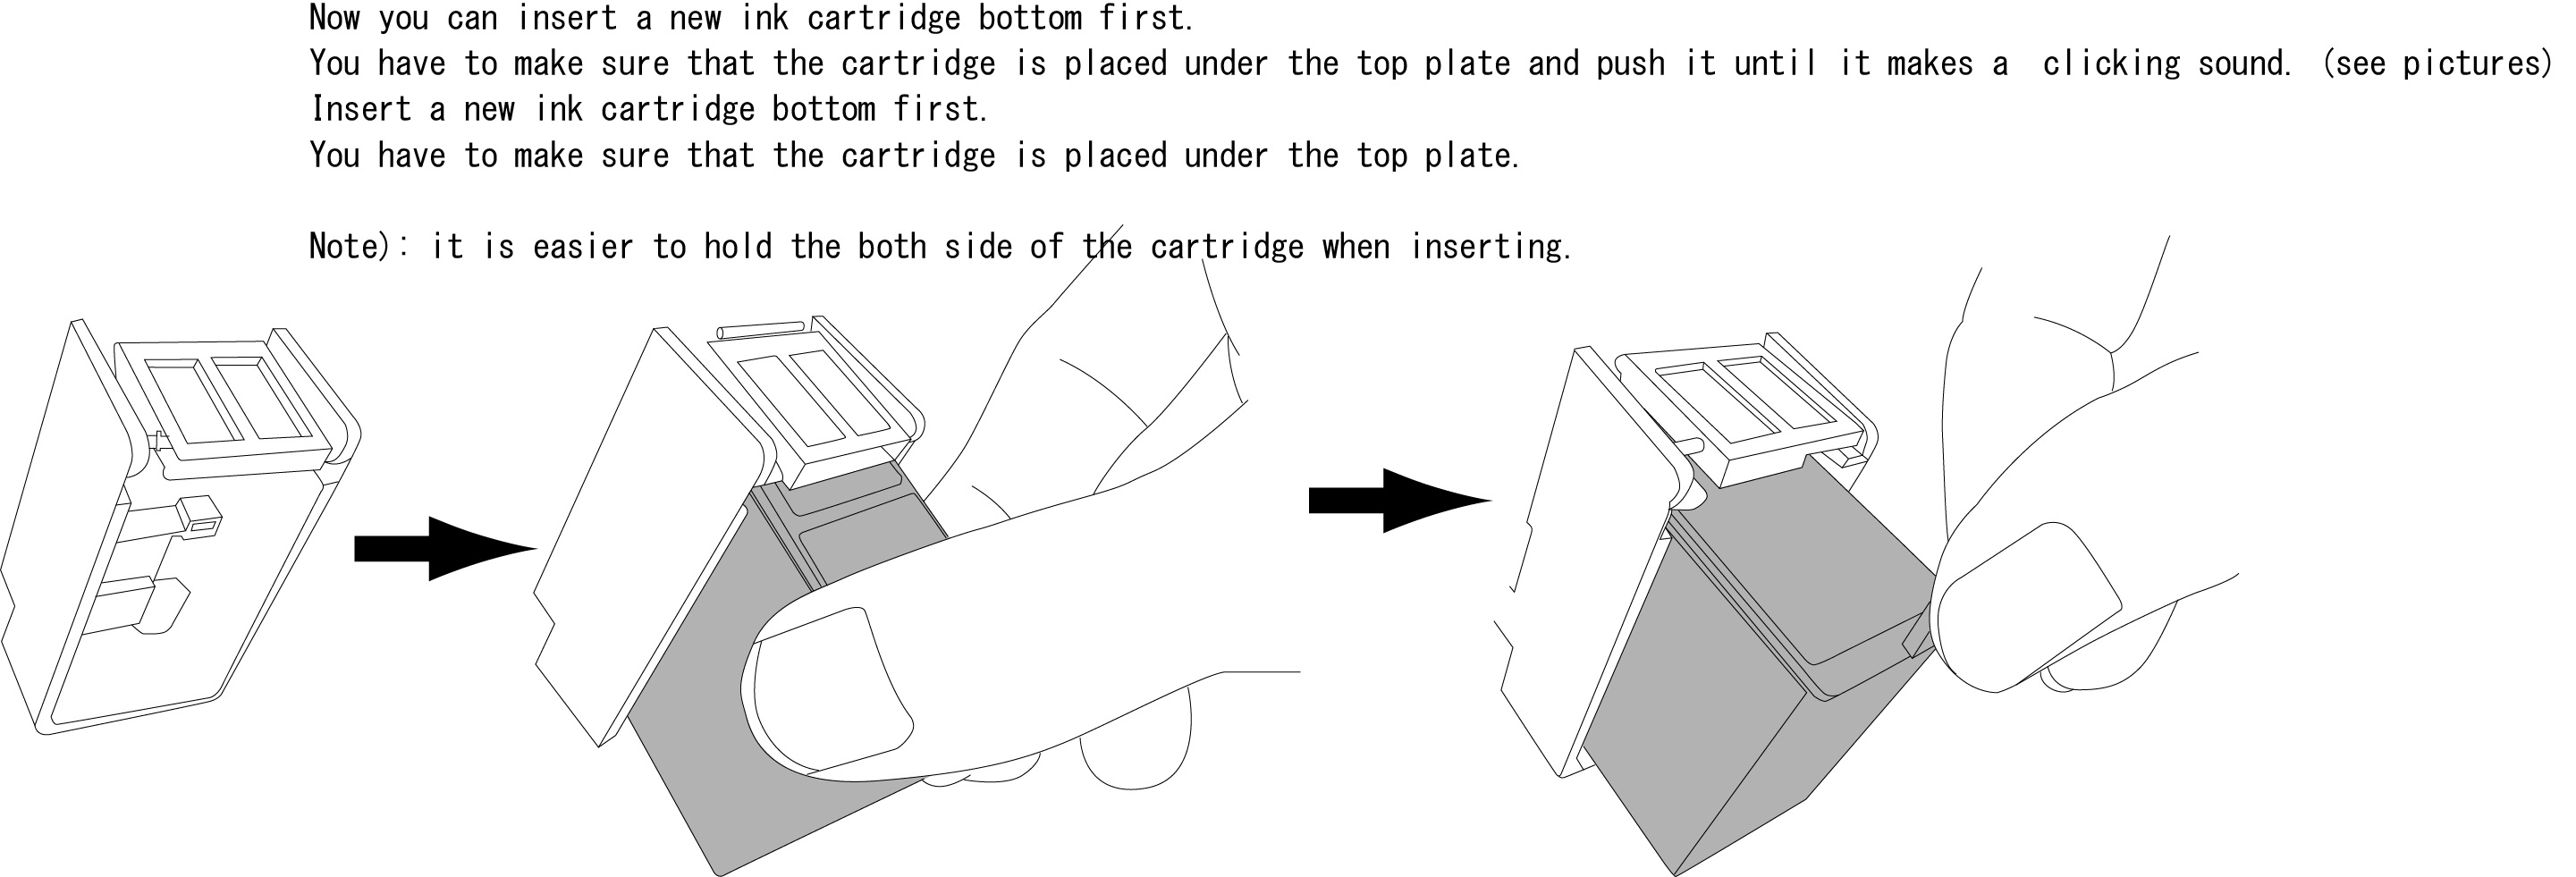 Now you can insert a new ink cartridge bottom first.
You have to make sure that the cartridge is placed under the top plate and push it until it makes a  clicking sound. (see pictures)
Insert a new ink cartridge bottom first.
You have to make sure that the cartridge is placed under the top plate.
Note): it is easier to hold the both side of the cartridge when inserting.